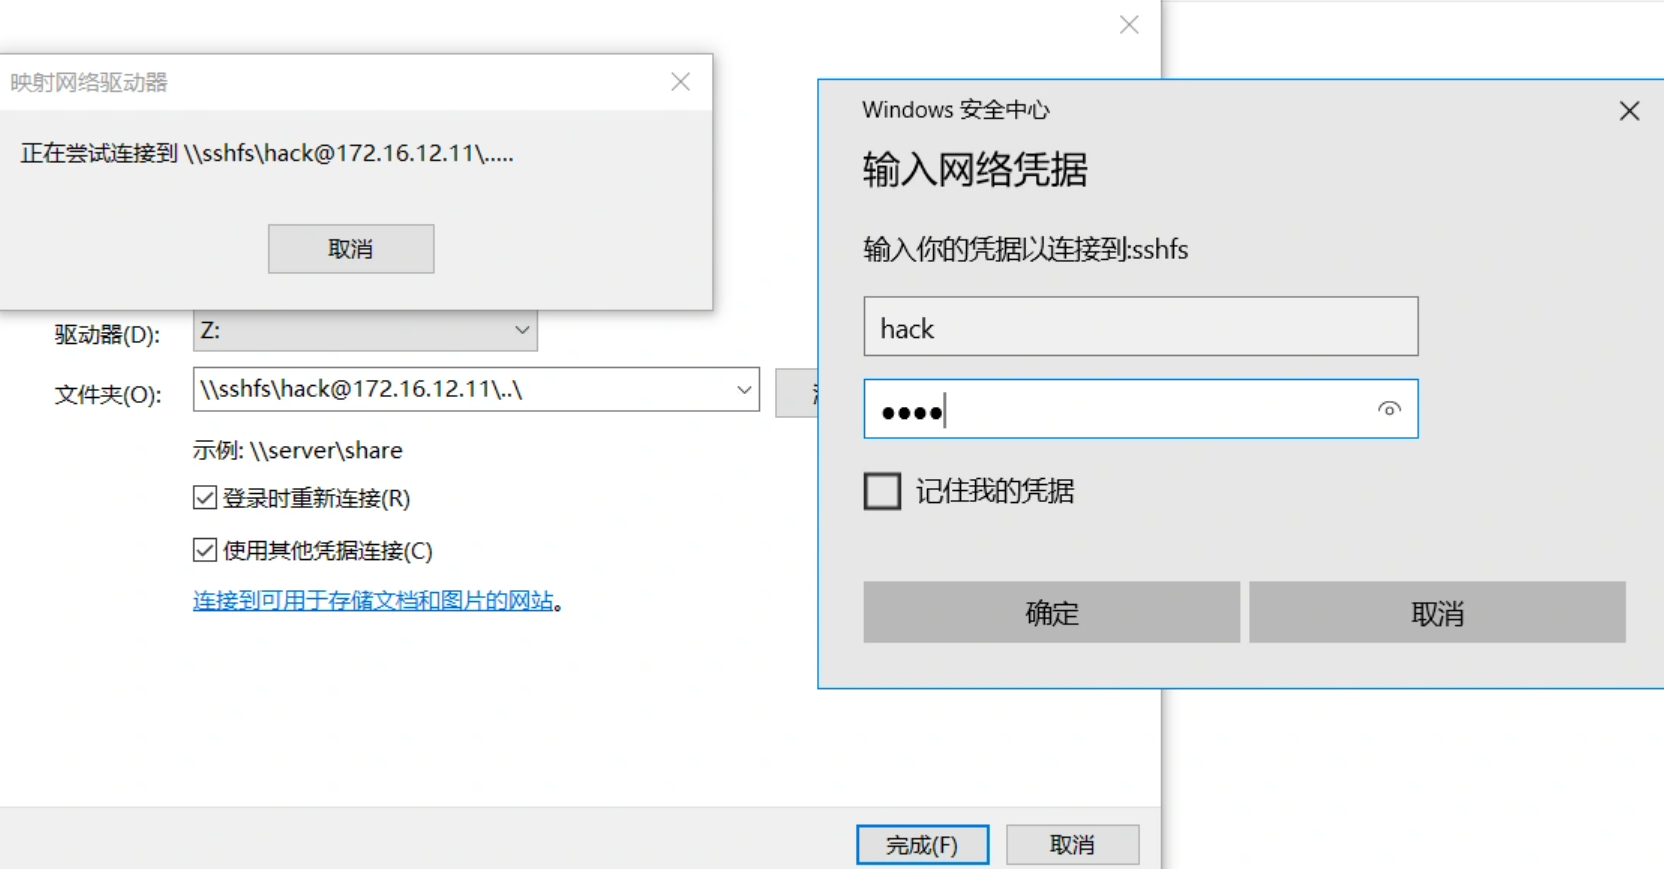 映射网络驱动器
正在尝试连接到 \\sshfs\hack@172.16.12.11\.....
取消
驱动器(D):
Z:
文件夹(O):
\\sshfs\hack@172.16.12.11\..\
示例: \\server\share
登录时重新连接(R)
使用其他凭据连接(C)
连接到可用于存储文档和图片的网站。
完成(F)
取消
Windows 安全中心
输入网络凭据
输入你的凭据以连接到:sshfs
hack
●●●●
记住我的凭据
确定
取消